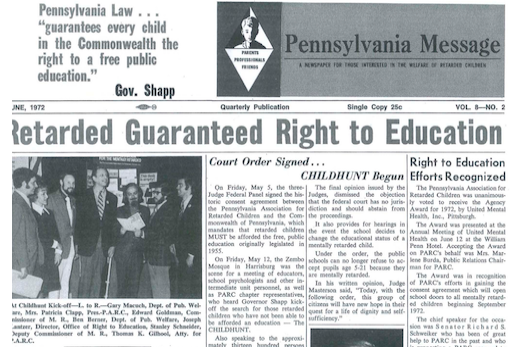 Pennsylvania Law . . .
"guarantees every child
in the Commonwealth the
right to a free public
education."
Gov. Shapp
PARENTS
PROFESSIONALS
FRIENDS
Pennsylvania Message
A NEWSPAPER FOR THOSE INTERESTED IN THE WELFARE OF RETARDED CHILDREN
UNE, 1972
Quarterly Publication
Single Copy 25c
VOL. 8—NO. 2
Retarded Guaranteed Right to Education
At Childhunt Kick-off—L. to R.—Gary Macuch, Dept. of Pub. Wel-
are, Mrs. Patricia Clapp, Pres.-P.A.R.C., Edward Goldman, Com-
missioner of M. R., Ben Berner, Dept. of Pub. Welfare, Joseph
Lantzer, Director, Office of Right to Education, Stanley Schneider,
Deputy Commissioner of M. R., Thomas K. Gilhool, Atty. for
P.A.R.C.
Court Order Signed . . .
CHILDHUNT Begun
On Friday, May 5, the three-
Judge Federal Panel signed the his-
toric consent agreement between
the Pennsylvania Association for
Retarded Children and the Com-
monwealth of Pennsylvania, which
mandates that retarded children
MUST be afforded the free, public
education originally legislated in
1955.
On Friday, May 12, the Zembo
Mosque in Harrisburg was the
scene for a meeting of educators,
school psychologists and other in-
termediate unit personnel, as well
as PARC chapter representatives,
who heard Governor Shapp kick-
off the search for those retarded
children who have not been able to
be afforded an education — The
CHILDHUNT.
Also speaking to the approxi-
mately thirteen hundred persons
The final opinion issued by the
Judges, dismissed the objection
that the federal court has no juris-
diction and should abstain from
the proceedings.
It also provides for hearings in
the event the school decides to
change the educational status of a
mentally retarded child.
Under the order, the public
schools can no longer refuse to ac-
cept pupils age 5-21 because they
are mentally retarded.
In his written opinion, Judge
Masterson said, "Today, with the
following order, this group of
citizens will have new hope in their
quest for a life of dignity and self-
sufficiency."
Right to Education
Efforts Recognized
The Pennsylvania Association for
Retarded Children was unanimous-
ly voted to receive the Agency
Award for 1972, by United Mental
Health, Inc., Pittsburgh.
The Award was presented at the
Annual Meeting of United Mental
Health on June 12 at the William
Penn Hotel. Accepting the Award
on PARC's behalf was Mrs. Mar-
lene Burda, Public Relations Chair-
man for PARC.
The Award was in recognition
of PARC's efforts in gaining the
consent agreement which will open
school doors to all mentally retard-
ed children beginning September
1972.
The chief speaker for the occa-
sion was Senator Richard S.
Schweiker who has been of great
help to PARC in the past and who